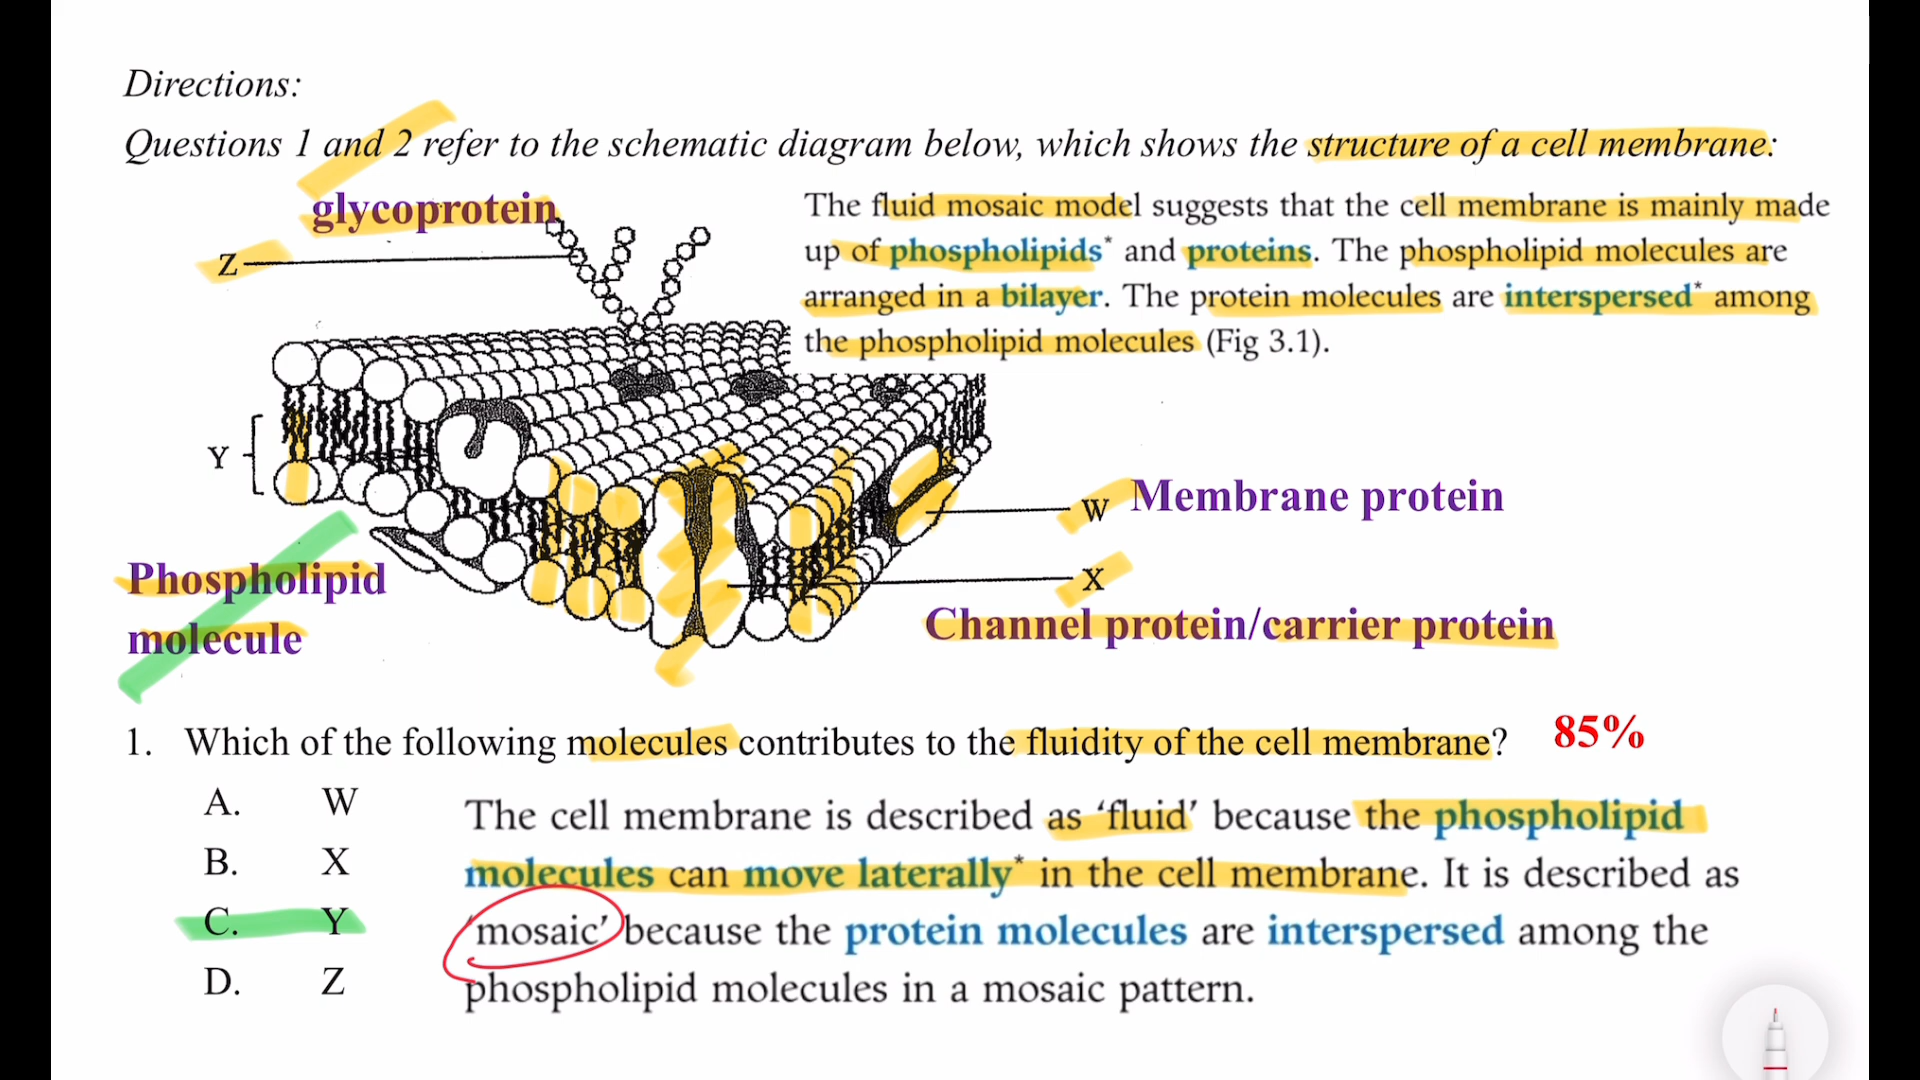 Directions:
Questions 1 and 2 refer to the schematic diagram below, which shows the structure of a cell membrane:
glycoprotein
Z
The fluid mosaic model suggests that the cell membrane is mainly made
up of phospholipids* and proteins. The phospholipid molecules are
arranged in a bilayer. The protein molecules are interspersed* among
the phospholipid molecules (Fig 3.1).
Y
W Membrane protein
X
Phospholipid
molecule
Channel protein/carrier protein
1. Which of the following molecules contributes to the fluidity of the cell membrane? 85%
A. W
B. X
C. Y
D. Z
The cell membrane is described as ‘fluid’ because the phospholipid
molecules can move laterally* in the cell membrane. It is described as
‘mosaic’ because the protein molecules are interspersed among the
phospholipid molecules in a mosaic pattern.